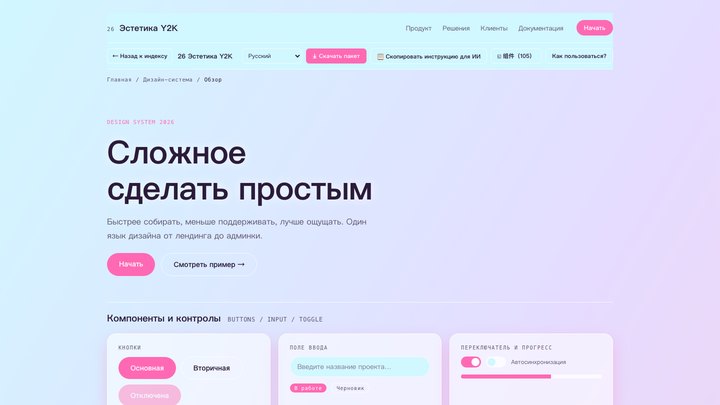 26 Эстетика Y2K
Продукт Решения Клиенты Документация Начать
← Назад к индексу 26 Эстетика Y2K Русский Скачать пакет Скопировать инструкцию для ИИ 组件 (105) Как пользоваться?
Главная / Дизайн-система / Обзор
DESIGN SYSTEM 2026
Сложное
сделать простым
Быстрее собирать, меньше поддерживать, лучше ощущать. Один
язык дизайна от лендинга до админки.
Начать Смотреть пример →
Компоненты и контролы BUTTONS / INPUT / TOGGLE
КНОПКИ
Основная Вторичная
Отключена
ПОЛЕ ВВОДА
Введите название проекта...
В работе Черновик
ПЕРЕКЛЮЧАТЕЛЬ И ПРОГРЕСС
Автосинхронизация